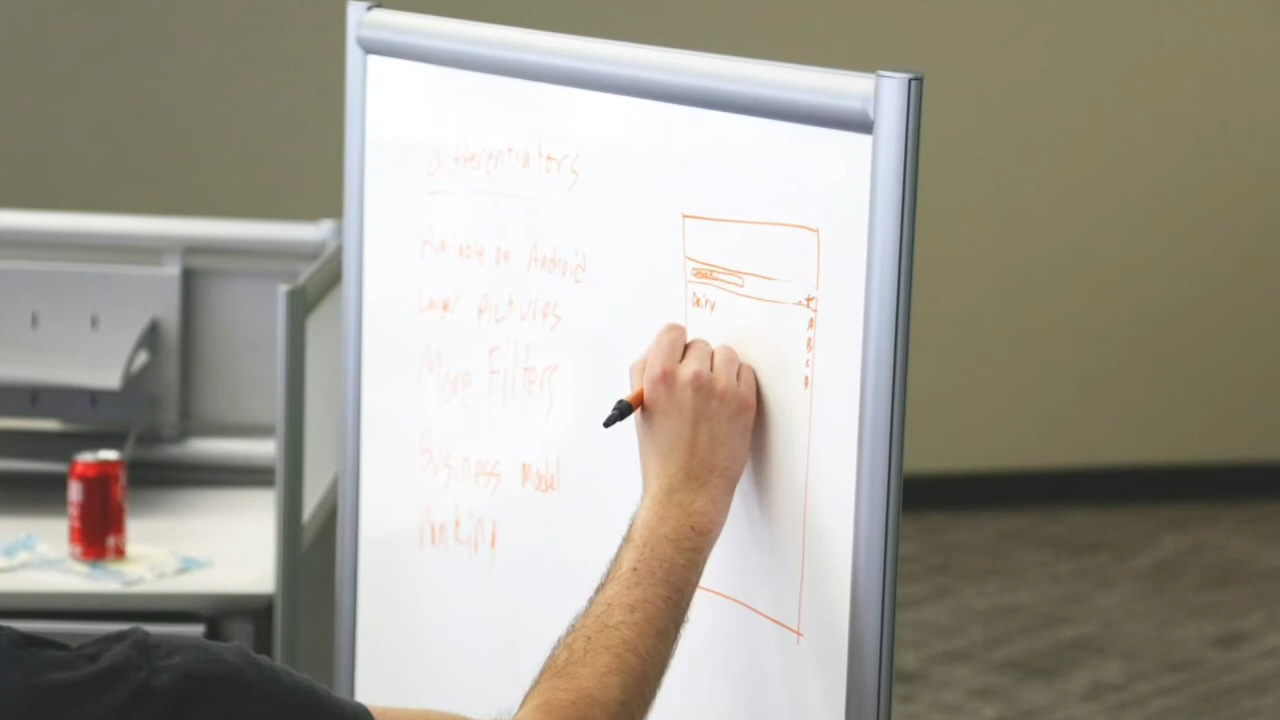 Differentiators
Available on Android
Larger Pictures
More Filters
Business Model
Ranking
Dairy
A
B
C
D